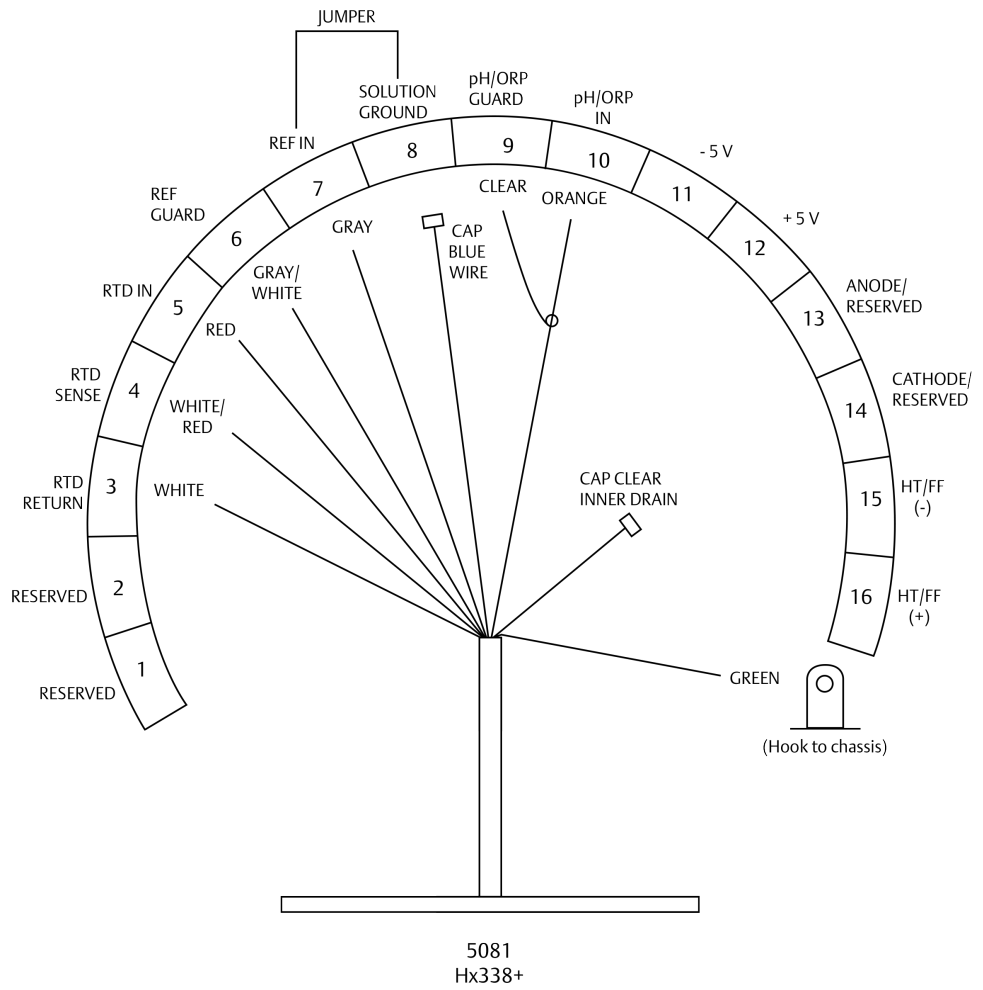 JUMPER
SOLUTION
GROUND
pH/ORP
GUARD
pH/ORP
IN
REF IN
- 5 V
+ 5 V
REF
GUARD
RTD IN
RTD
SENSE
RTD
RETURN
RESERVED
RESERVED
ANODE/
RESERVED
CATHODE/
RESERVED
HT/FF
(-)
HT/FF
(+)
1
2
3
4
5
6
7
8
9
10
11
12
13
14
15
16
WHITE
WHITE/
RED
RED
GRAY/
WHITE
GRAY
CAP
BLUE
WIRE
CLEAR
ORANGE
CAP CLEAR
INNER DRAIN
GREEN
(Hook to chassis)
5081
Hx338+